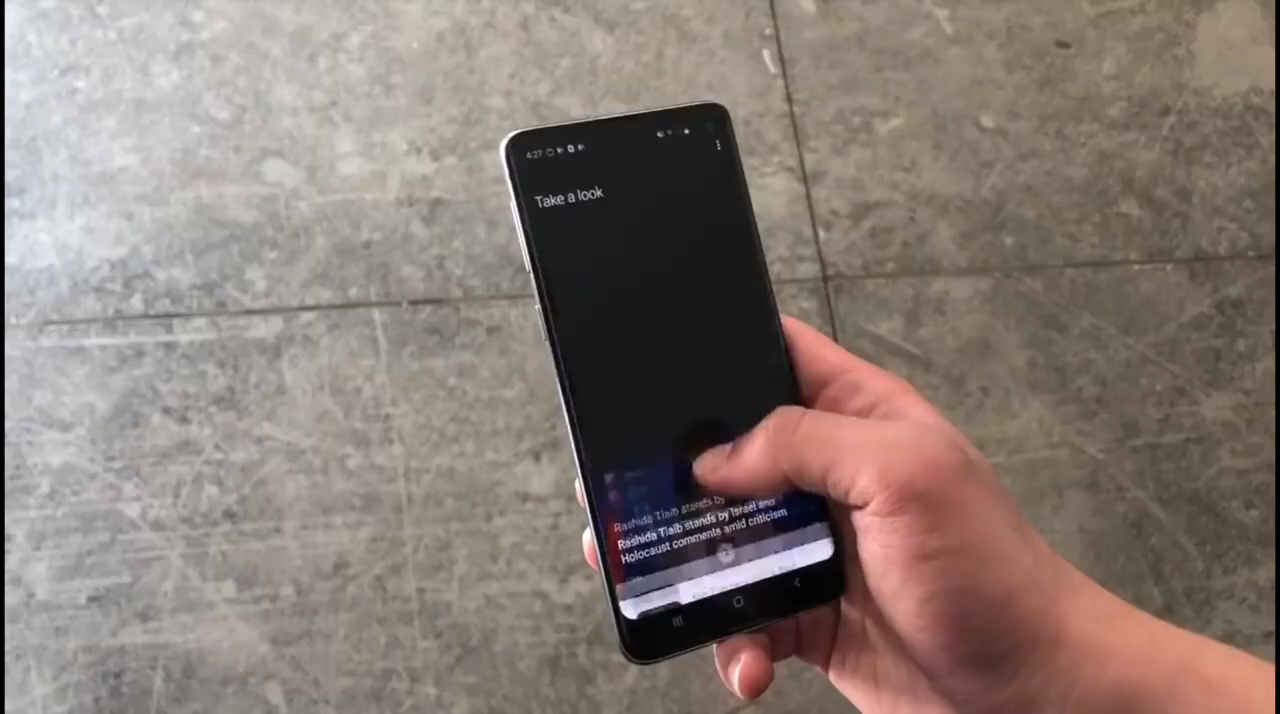 4:27
Take a look
Rashida Tlaib stands by
Rashida Tlaib stands by Israel and
Holocaust comments amid criticism